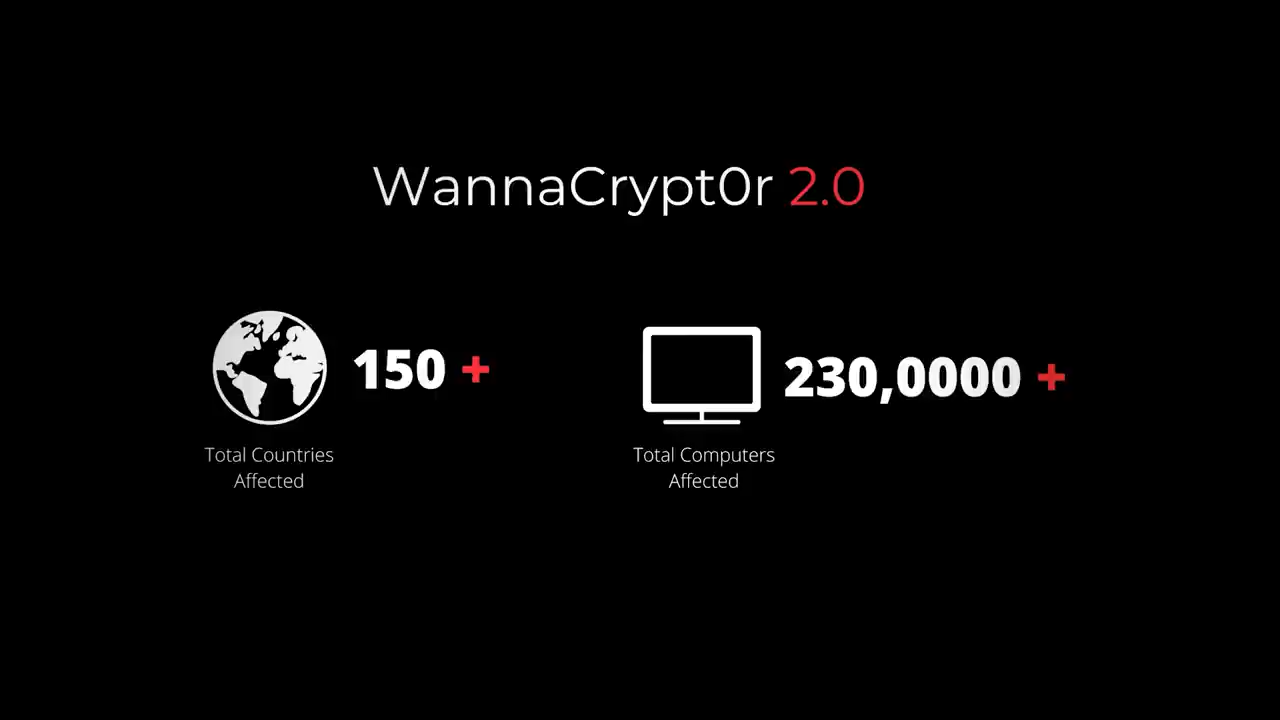 WannaCrypt0r 2.0
150 +
230,0000 +
Total Countries
Affected
Total Computers
Affected